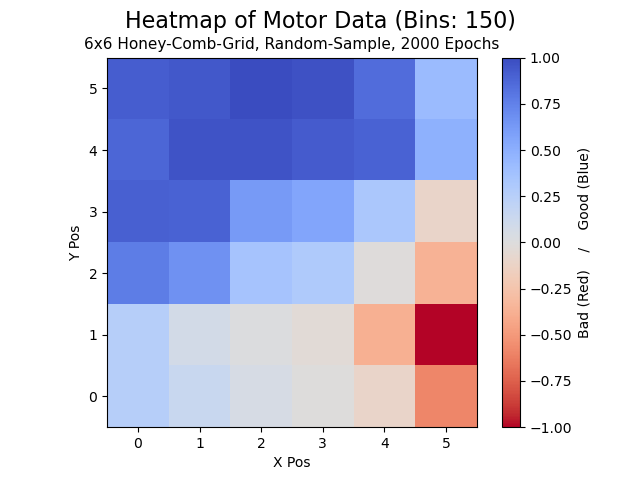 Heatmap of Motor Data (Bins: 150)
6x6 Honey-Comb-Grid, Random-Sample, 2000 Epochs
5
4
3
2
1
0
Y Pos
0 1 2 3 4 5
X Pos
1.00
0.75
0.50
0.25
0.00
−0.25
−0.50
−0.75
−1.00
Bad (Red) / Good (Blue)